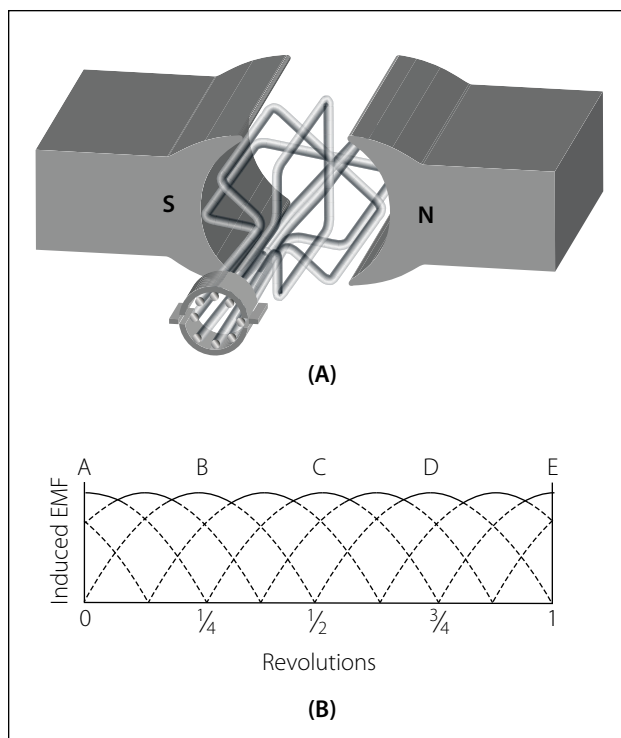 S
N
(A)
A B C D E
Induced EMF
0 1/4 1/2 3/4 1
Revolutions
(B)